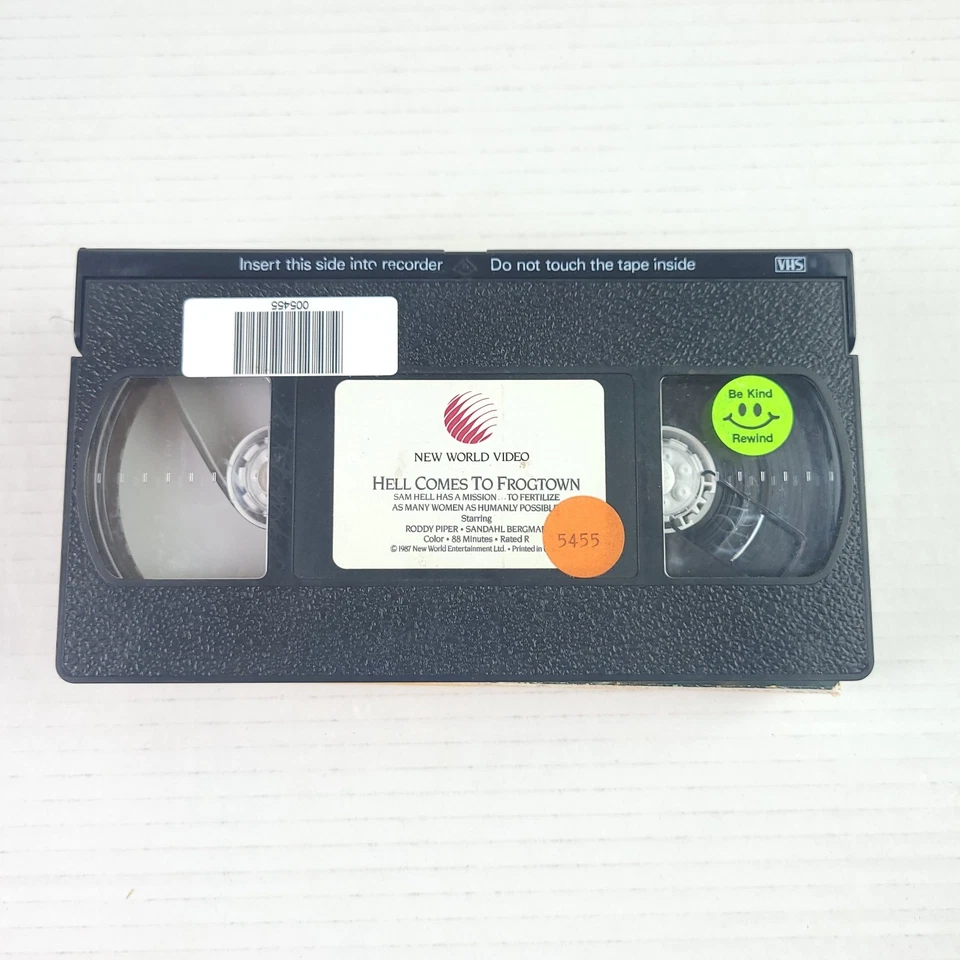 Insert this side into recorder Do not touch the tape inside VHS
005455
Be Kind
Rewind
NEW WORLD VIDEO
HELL COMES TO FROGTOWN
SAM HELL HAS A MISSION...TO FERTILIZE
AS MANY WOMEN AS HUMANLY POSSIBLE
Starring
RODDY PIPER • SANDAHL BERGMA
Color • 88 Minutes • Rated R
© 1987 New World Entertainment Ltd. • Printed in
5455